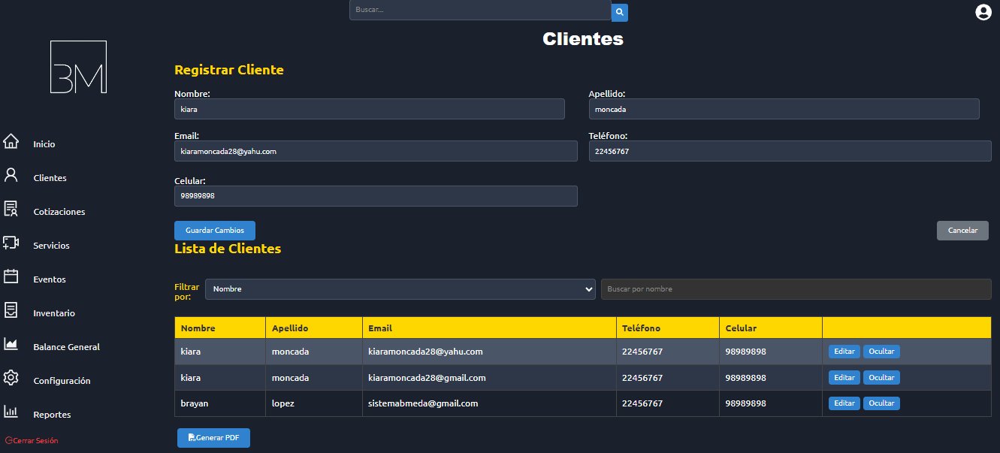 Buscar...
Clientes
BM
Registrar Cliente
Nombre:
Apellido:
kiara
moncada
Email:
Teléfono:
kiaramoncada28@yahu.com
22456767
Celular:
98989898
Guardar Cambios
Cancelar
Lista de Clientes
Filtrar
por:
Nombre
Buscar por nombre
Nombre Apellido Email Teléfono Celular
kiara moncada kiaramoncada28@yahu.com 22456767 98989898 Editar Ocultar
kiara moncada kiaramoncada28@gmail.com 22456767 98989898 Editar Ocultar
brayan lopez sistemabmeda@gmail.com 22456767 98989898 Editar Ocultar
Generar PDF
Inicio
Clientes
Cotizaciones
Servicios
Eventos
Inventario
Balance General
Configuración
Reportes
Cerrar Sesión